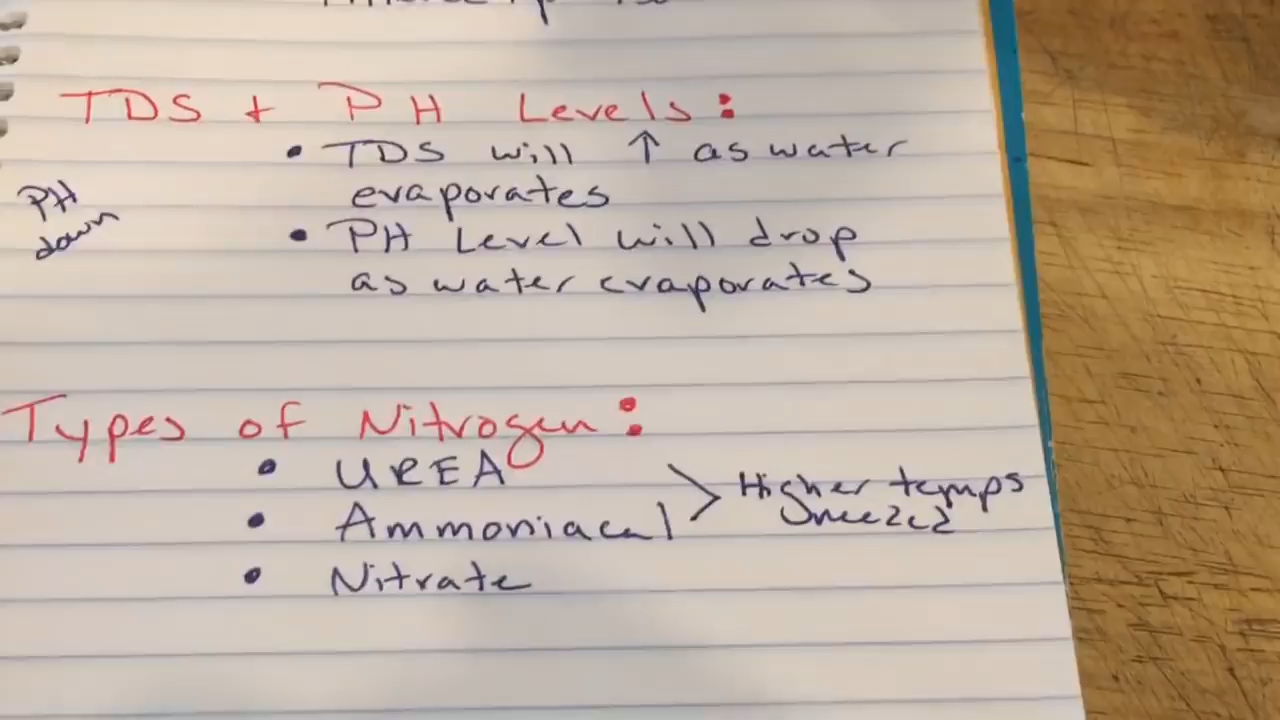 TDS + PH Levels:
• TDS will ↑ as water
evaporates
• PH Level will drop
as water evaporates
PH
down
Types of Nitrogen:
• UREA
• Ammoniacal
> Higher temps
• Nitrate